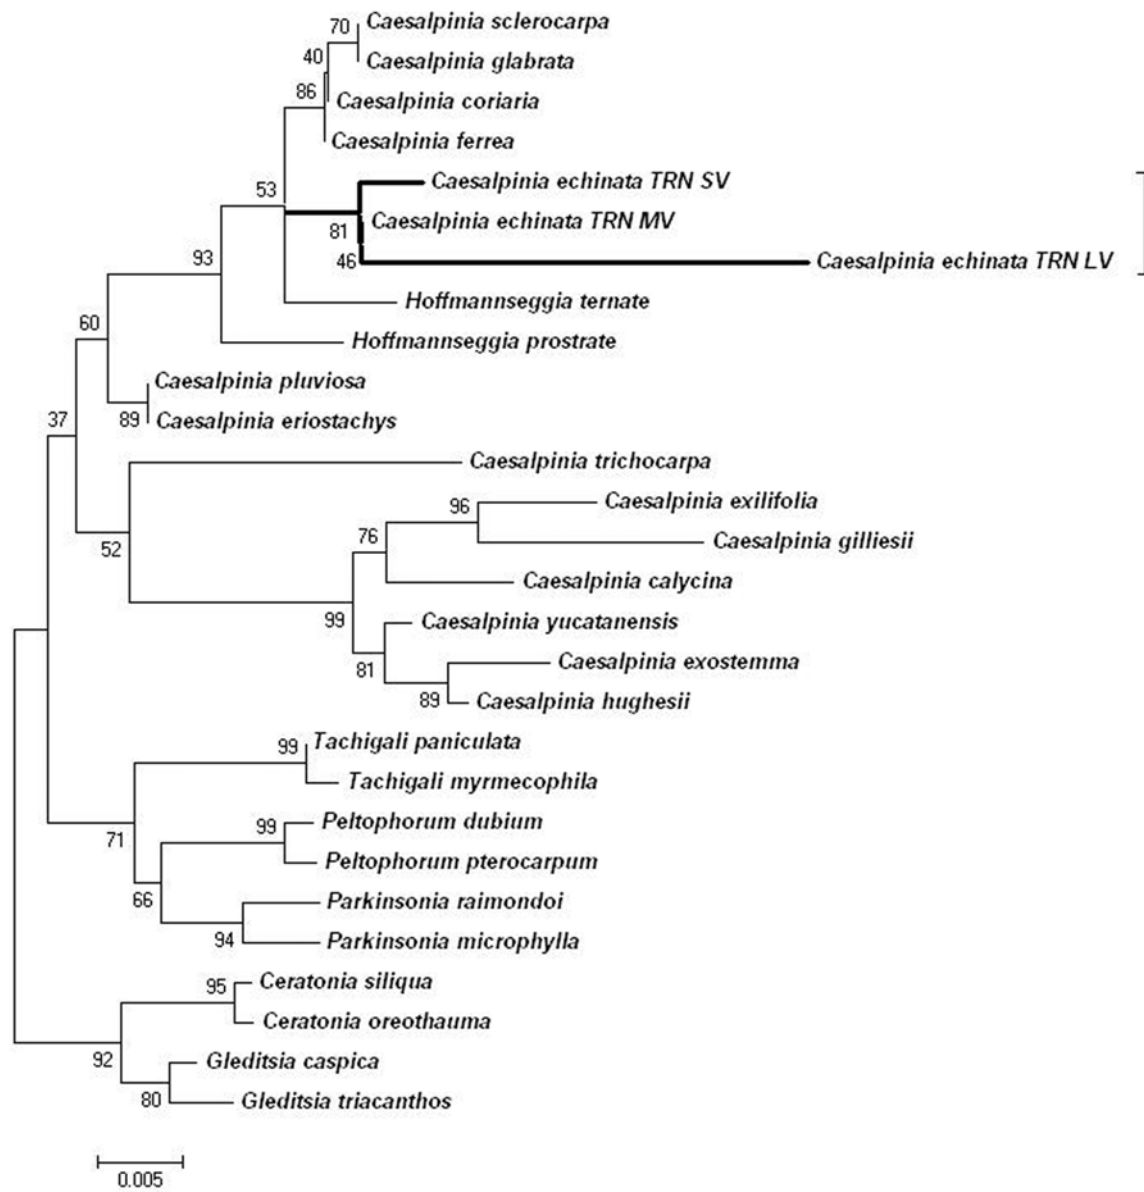 70
Caesalpinia sclerocarpa
40
Caesalpinia glabrata
86
Caesalpinia coriaria
Caesalpinia ferrea
53
Caesalpinia echinata TRN SV
81
Caesalpinia echinata TRN MV
93
46
Caesalpinia echinata TRN LV
Hoffmannseggia ternate
60
Hoffmannseggia prostrate
Caesalpinia pluviosa
37
89
Caesalpinia eriostachys
Caesalpinia trichocarpa
96
Caesalpinia exilifolia
52
76
Caesalpinia gilliesii
Caesalpinia calycina
99
Caesalpinia yucatanensis
81
Caesalpinia exostemma
89
Caesalpinia hughesii
99
Tachigali paniculata
Tachigali myrmecophila
71
99
Peltophorum dubium
Peltophorum pterocarpum
66
Parkinsonia raimondoi
94
Parkinsonia microphylla
95
Ceratonia siliqua
Ceratonia oreothauma
92
Gleditsia caspica
80
Gleditsia triacanthos
0.005